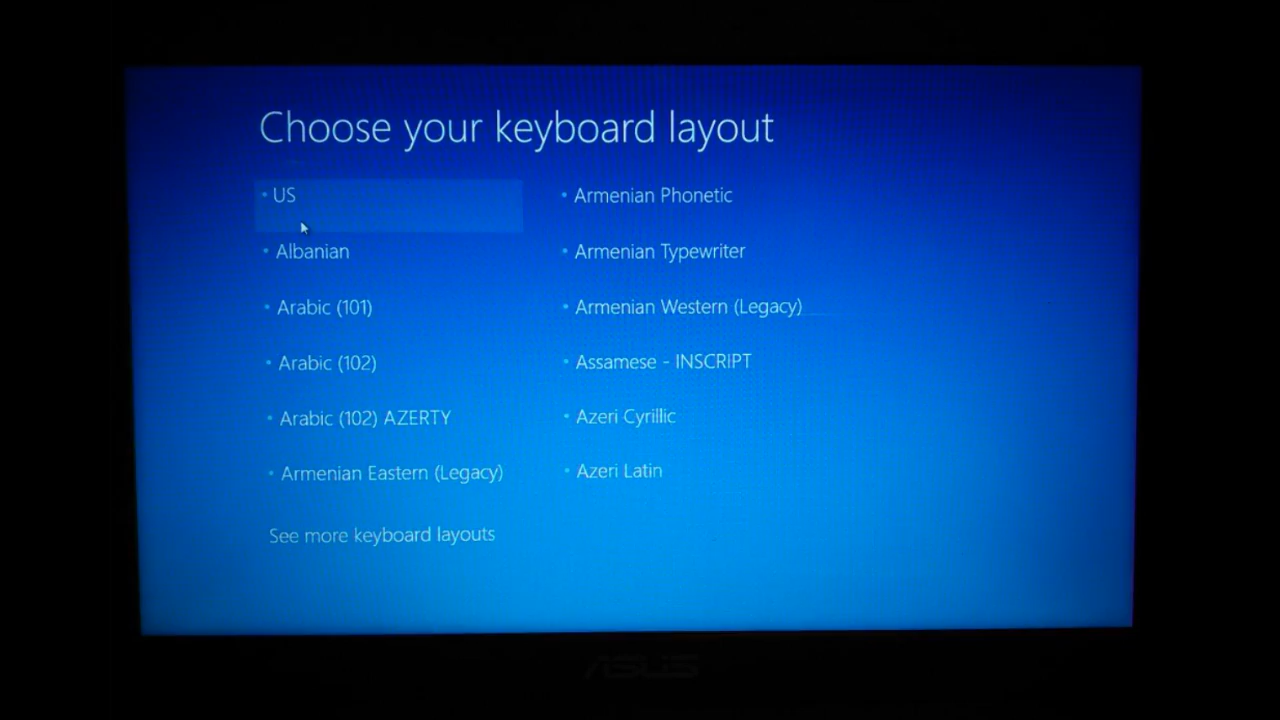 Choose your keyboard layout
US
Albanian
Arabic (101)
Arabic (102)
Arabic (102) AZERTY
Armenian Eastern (Legacy)
Armenian Phonetic
Armenian Typewriter
Armenian Western (Legacy)
Assamese - INSCRIPT
Azeri Cyrillic
Azeri Latin
See more keyboard layouts
ASUS